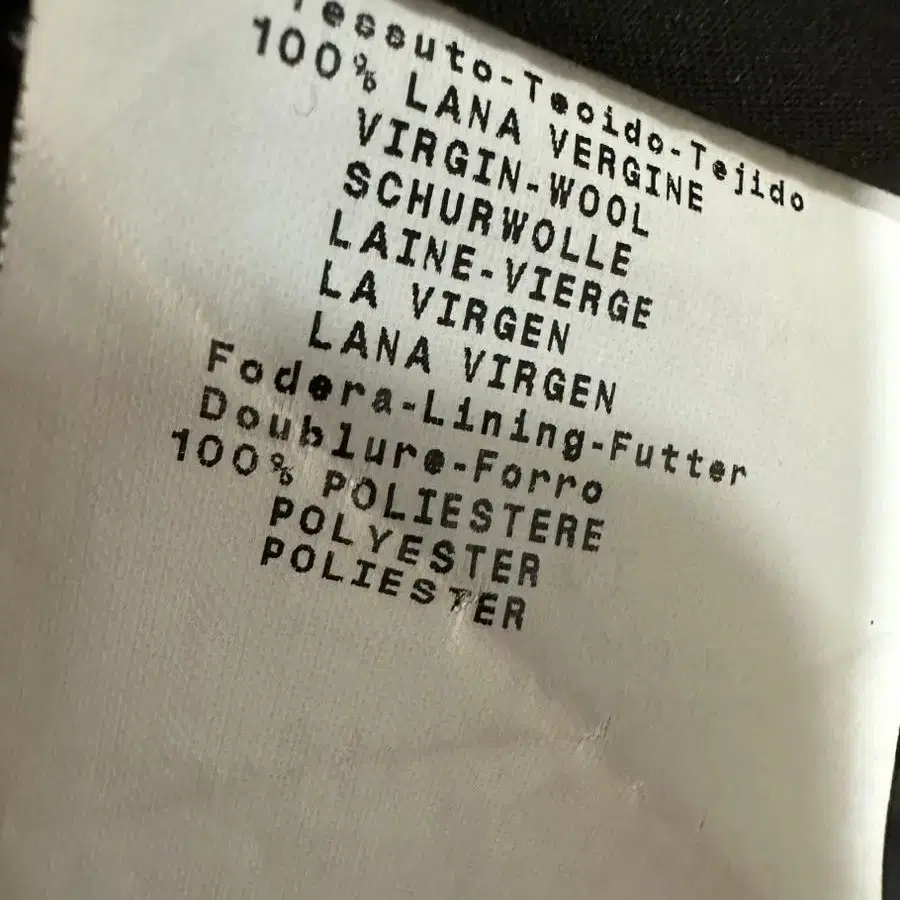 Tessuto-Tecido-Tejido
100% LANA VERGINE
VIRGIN-WOOL
SCHURWOLLE
LAINE-VIERGE
LA VIRGEN
LANA VIRGEN
Fodera-Lining-Futter
Doublure-Forro
100% POLIESTERE
POLYESTER
POLIESTER